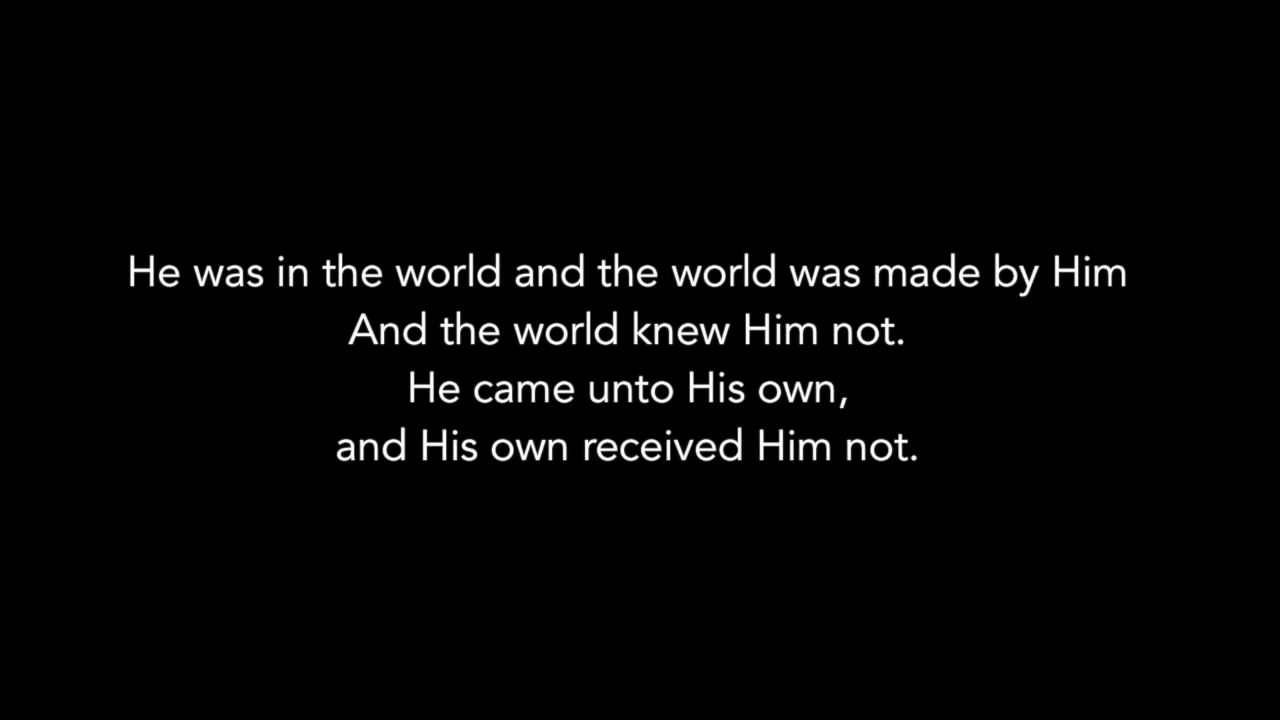 He was in the world and the world was made by Him
And the world knew Him not.
He came unto His own,
and His own received Him not.